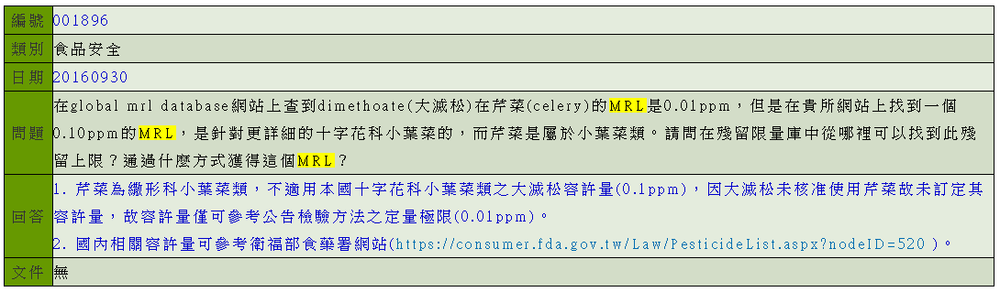 編號 001896
類別 食品安全
日期 20160930
在global mrl database網站上查到dimethoate(大滅松)在芹菜(celery)的MRL是0.01ppm，但是在貴所網站上找到一個
問題 0.10ppm的MRL，是針對更詳細的十字花科小葉菜的，而芹菜是屬於小葉菜類。請問在殘留限量庫中從哪裡可以找到此殘
留上限？通過什麼方式獲得這個MRL？
1. 芹菜為繖形科小葉菜類，不適用本國十字花科小葉菜類之大滅松容許量(0.1ppm)，因大滅松未核准使用芹菜故未訂定其
回答 容許量，故容許量僅可參考公告檢驗方法之定量極限(0.01ppm)。
2. 國內相關容許量可參考衛福部食藥署網站(https://consumer.fda.gov.tw/Law/PesticideList.aspx?nodeID=520 )。
文件 無